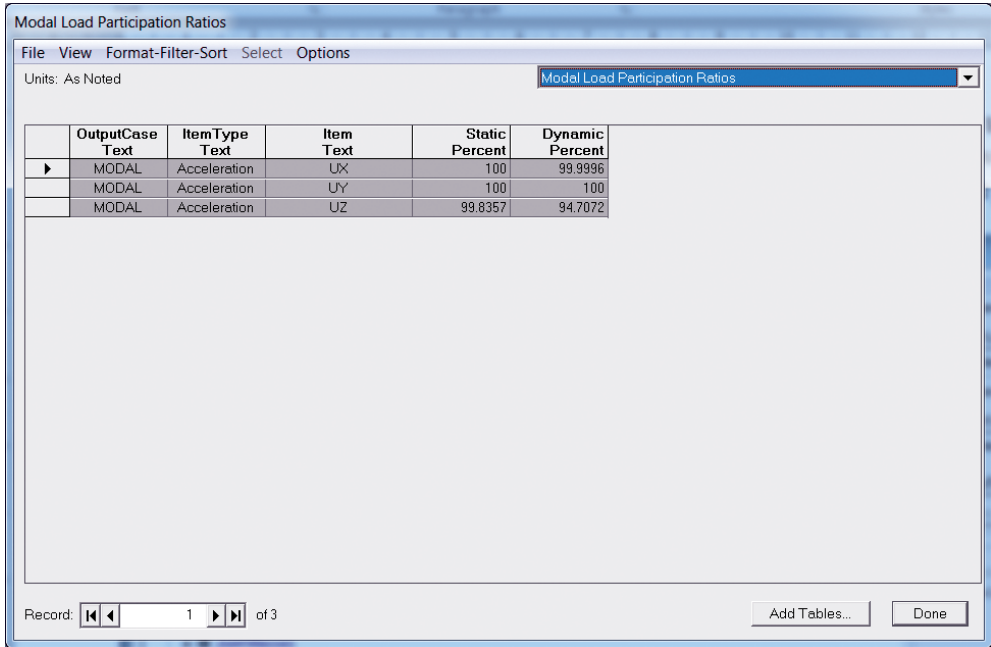 Modal Load Participation Ratios
File View Format-Filter-Sort Select Options
Units: As Noted
Modal Load Participation Ratios
OutputCase ItemType Item Static Dynamic
Text Text Text Percent Percent
MODAL Acceleration UX 100 99.9996
MODAL Acceleration UY 100 100
MODAL Acceleration UZ 99.8357 94.7072
Record: 1 of 3 Add Tables... Done